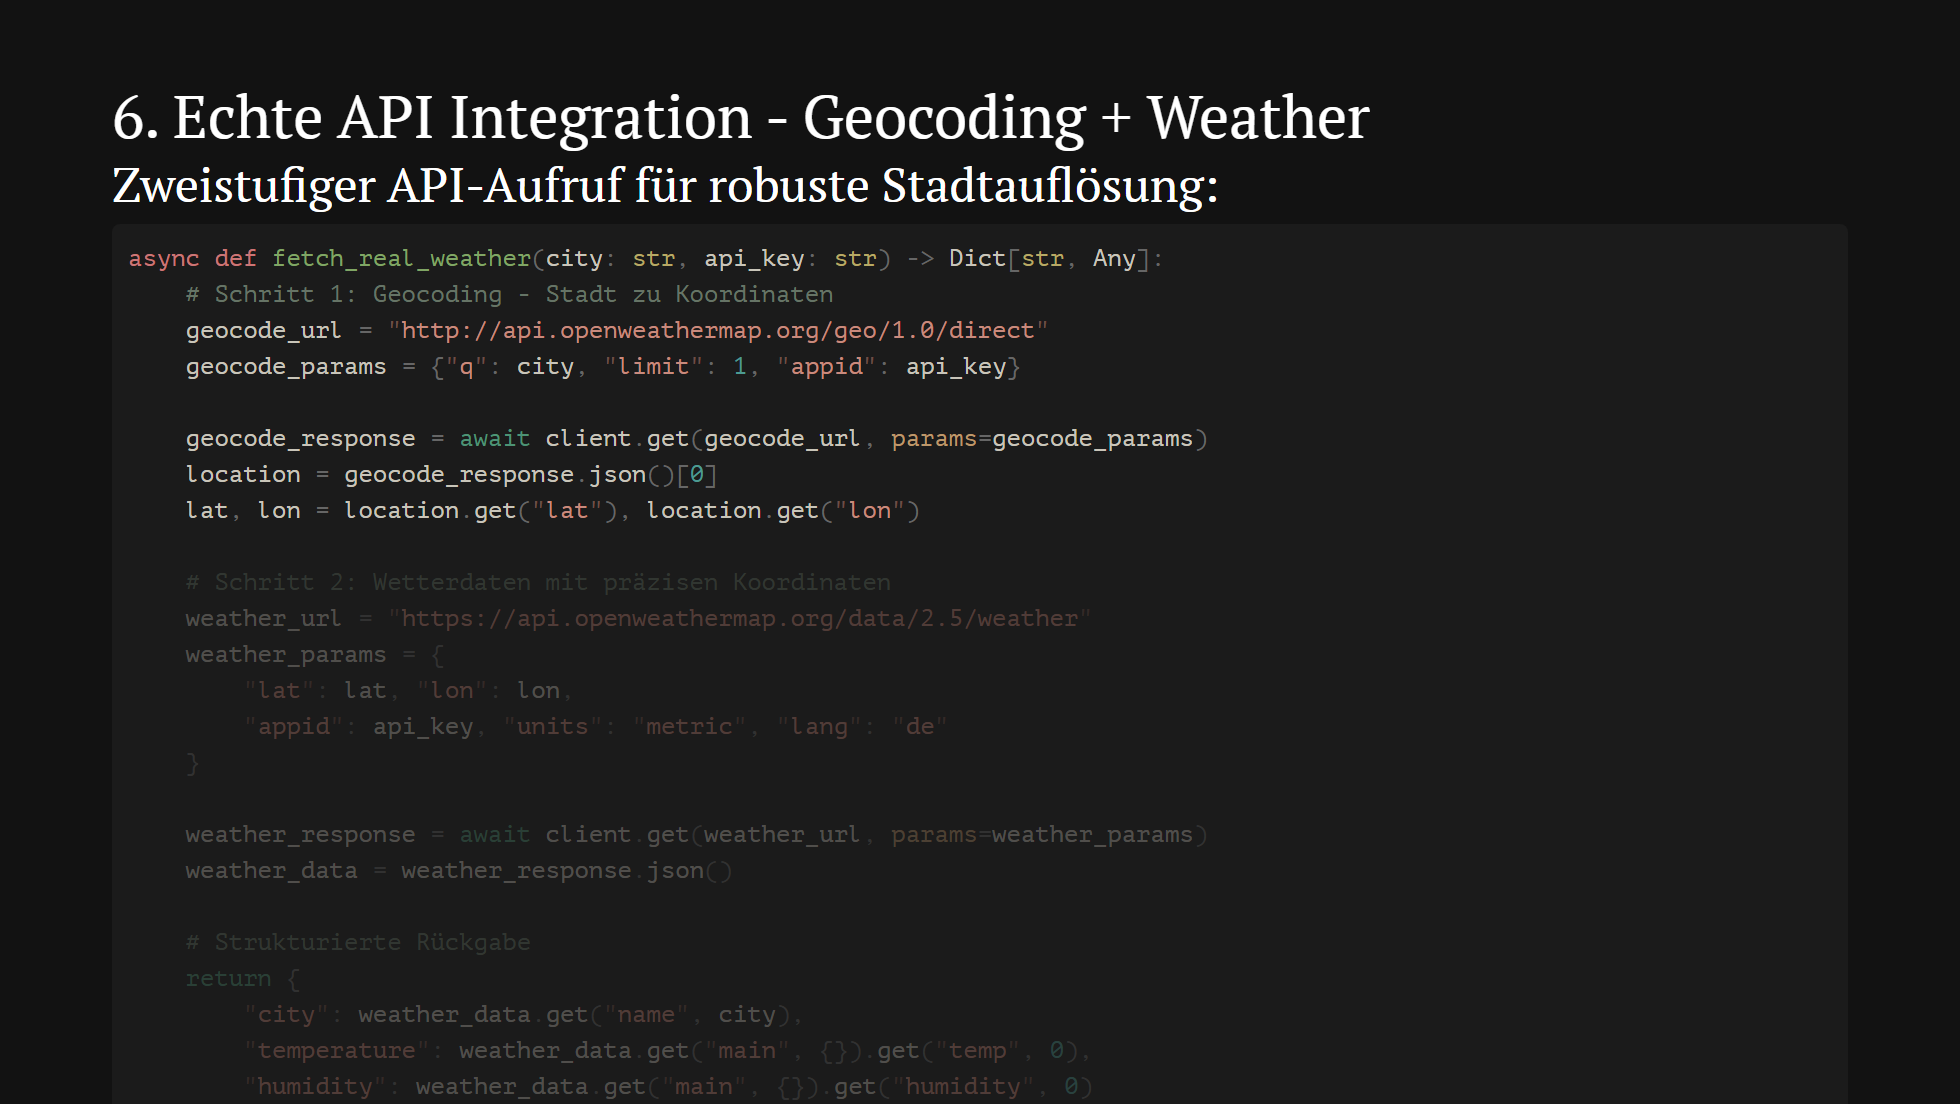 6. Echte API Integration - Geocoding + Weather
Zweistufiger API-Aufruf für robuste Stadtauflösung:
async def fetch_real_weather(city: str, api_key: str) -> Dict[str, Any]:
    # Schritt 1: Geocoding - Stadt zu Koordinaten
    geocode_url = "http://api.openweathermap.org/geo/1.0/direct"
    geocode_params = {"q": city, "limit": 1, "appid": api_key}

    geocode_response = await client.get(geocode_url, params=geocode_params)
    location = geocode_response.json()[0]
    lat, lon = location.get("lat"), location.get("lon")

    # Schritt 2: Wetterdaten mit präzisen Koordinaten
    weather_url = "https://api.openweathermap.org/data/2.5/weather"
    weather_params = {
        "lat": lat, "lon": lon,
        "appid": api_key, "units": "metric", "lang": "de"
    }

    weather_response = await client.get(weather_url, params=weather_params)
    weather_data = weather_response.json()

    # Strukturierte Rückgabe
    return {
        "city": weather_data.get("name", city),
        "temperature": weather_data.get("main", {}).get("temp", 0),
        "humidity": weather_data.get("main", {}).get("humidity", 0)